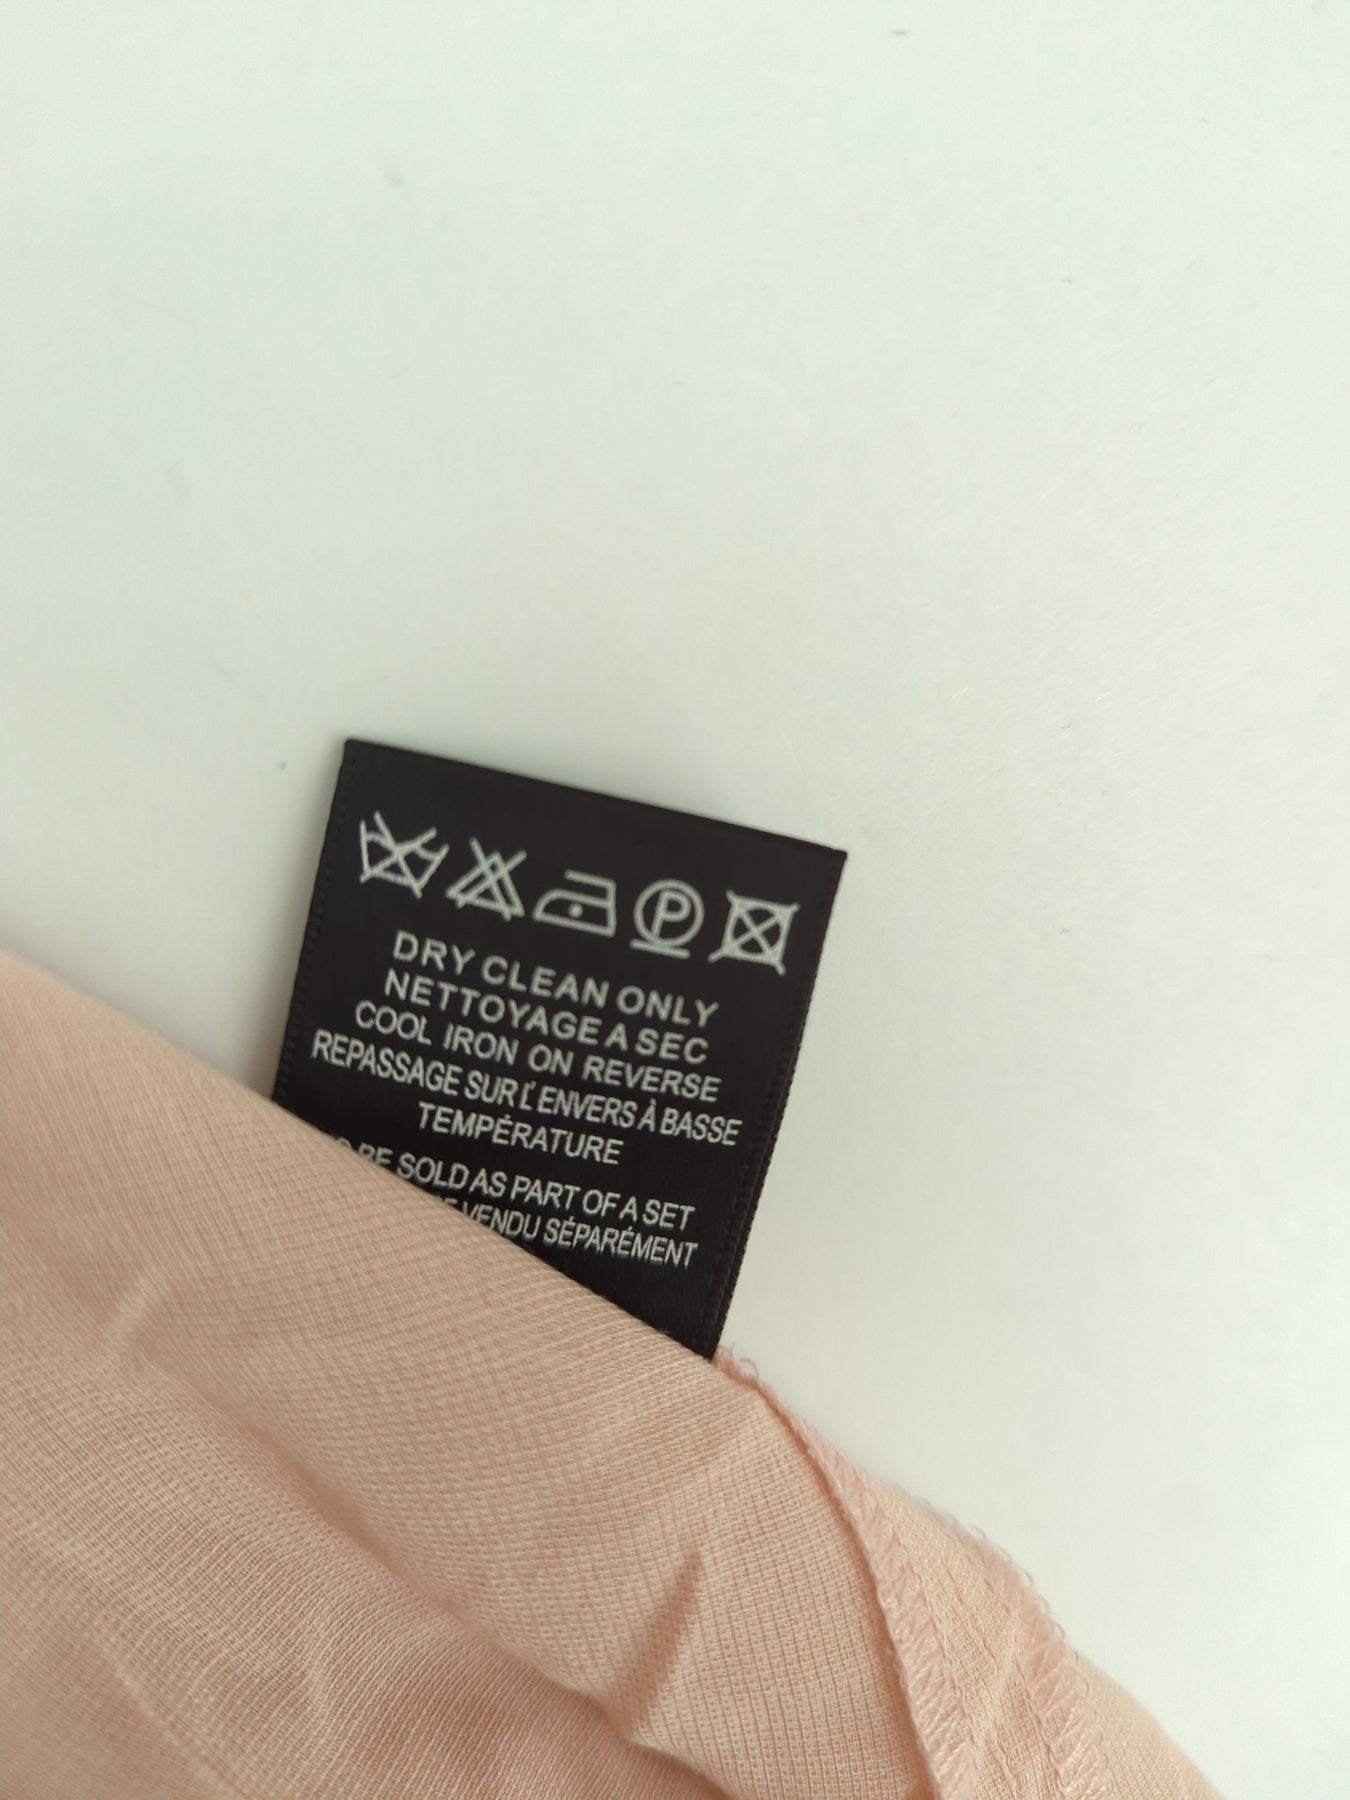 P
DRY CLEAN ONLY
NETTOYAGE A SEC
COOL IRON ON REVERSE
REPASSAGE SUR L'ENVERS À BASSE
TEMPÉRATURE
BE SOLD AS PART OF A SET
VENDU SÉPARÉMENT